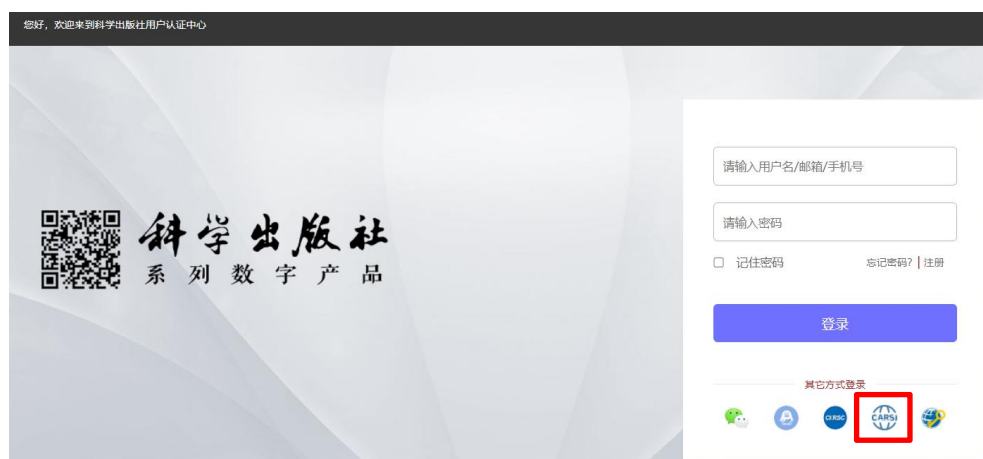 您好，欢迎来到科学出版社用户认证中心
请输入用户名/邮箱/手机号
科学出版社
系列数字产品
请输入密码
记住密码 忘记密码? | 注册
登录
其它方式登录
CIRSC CARSI